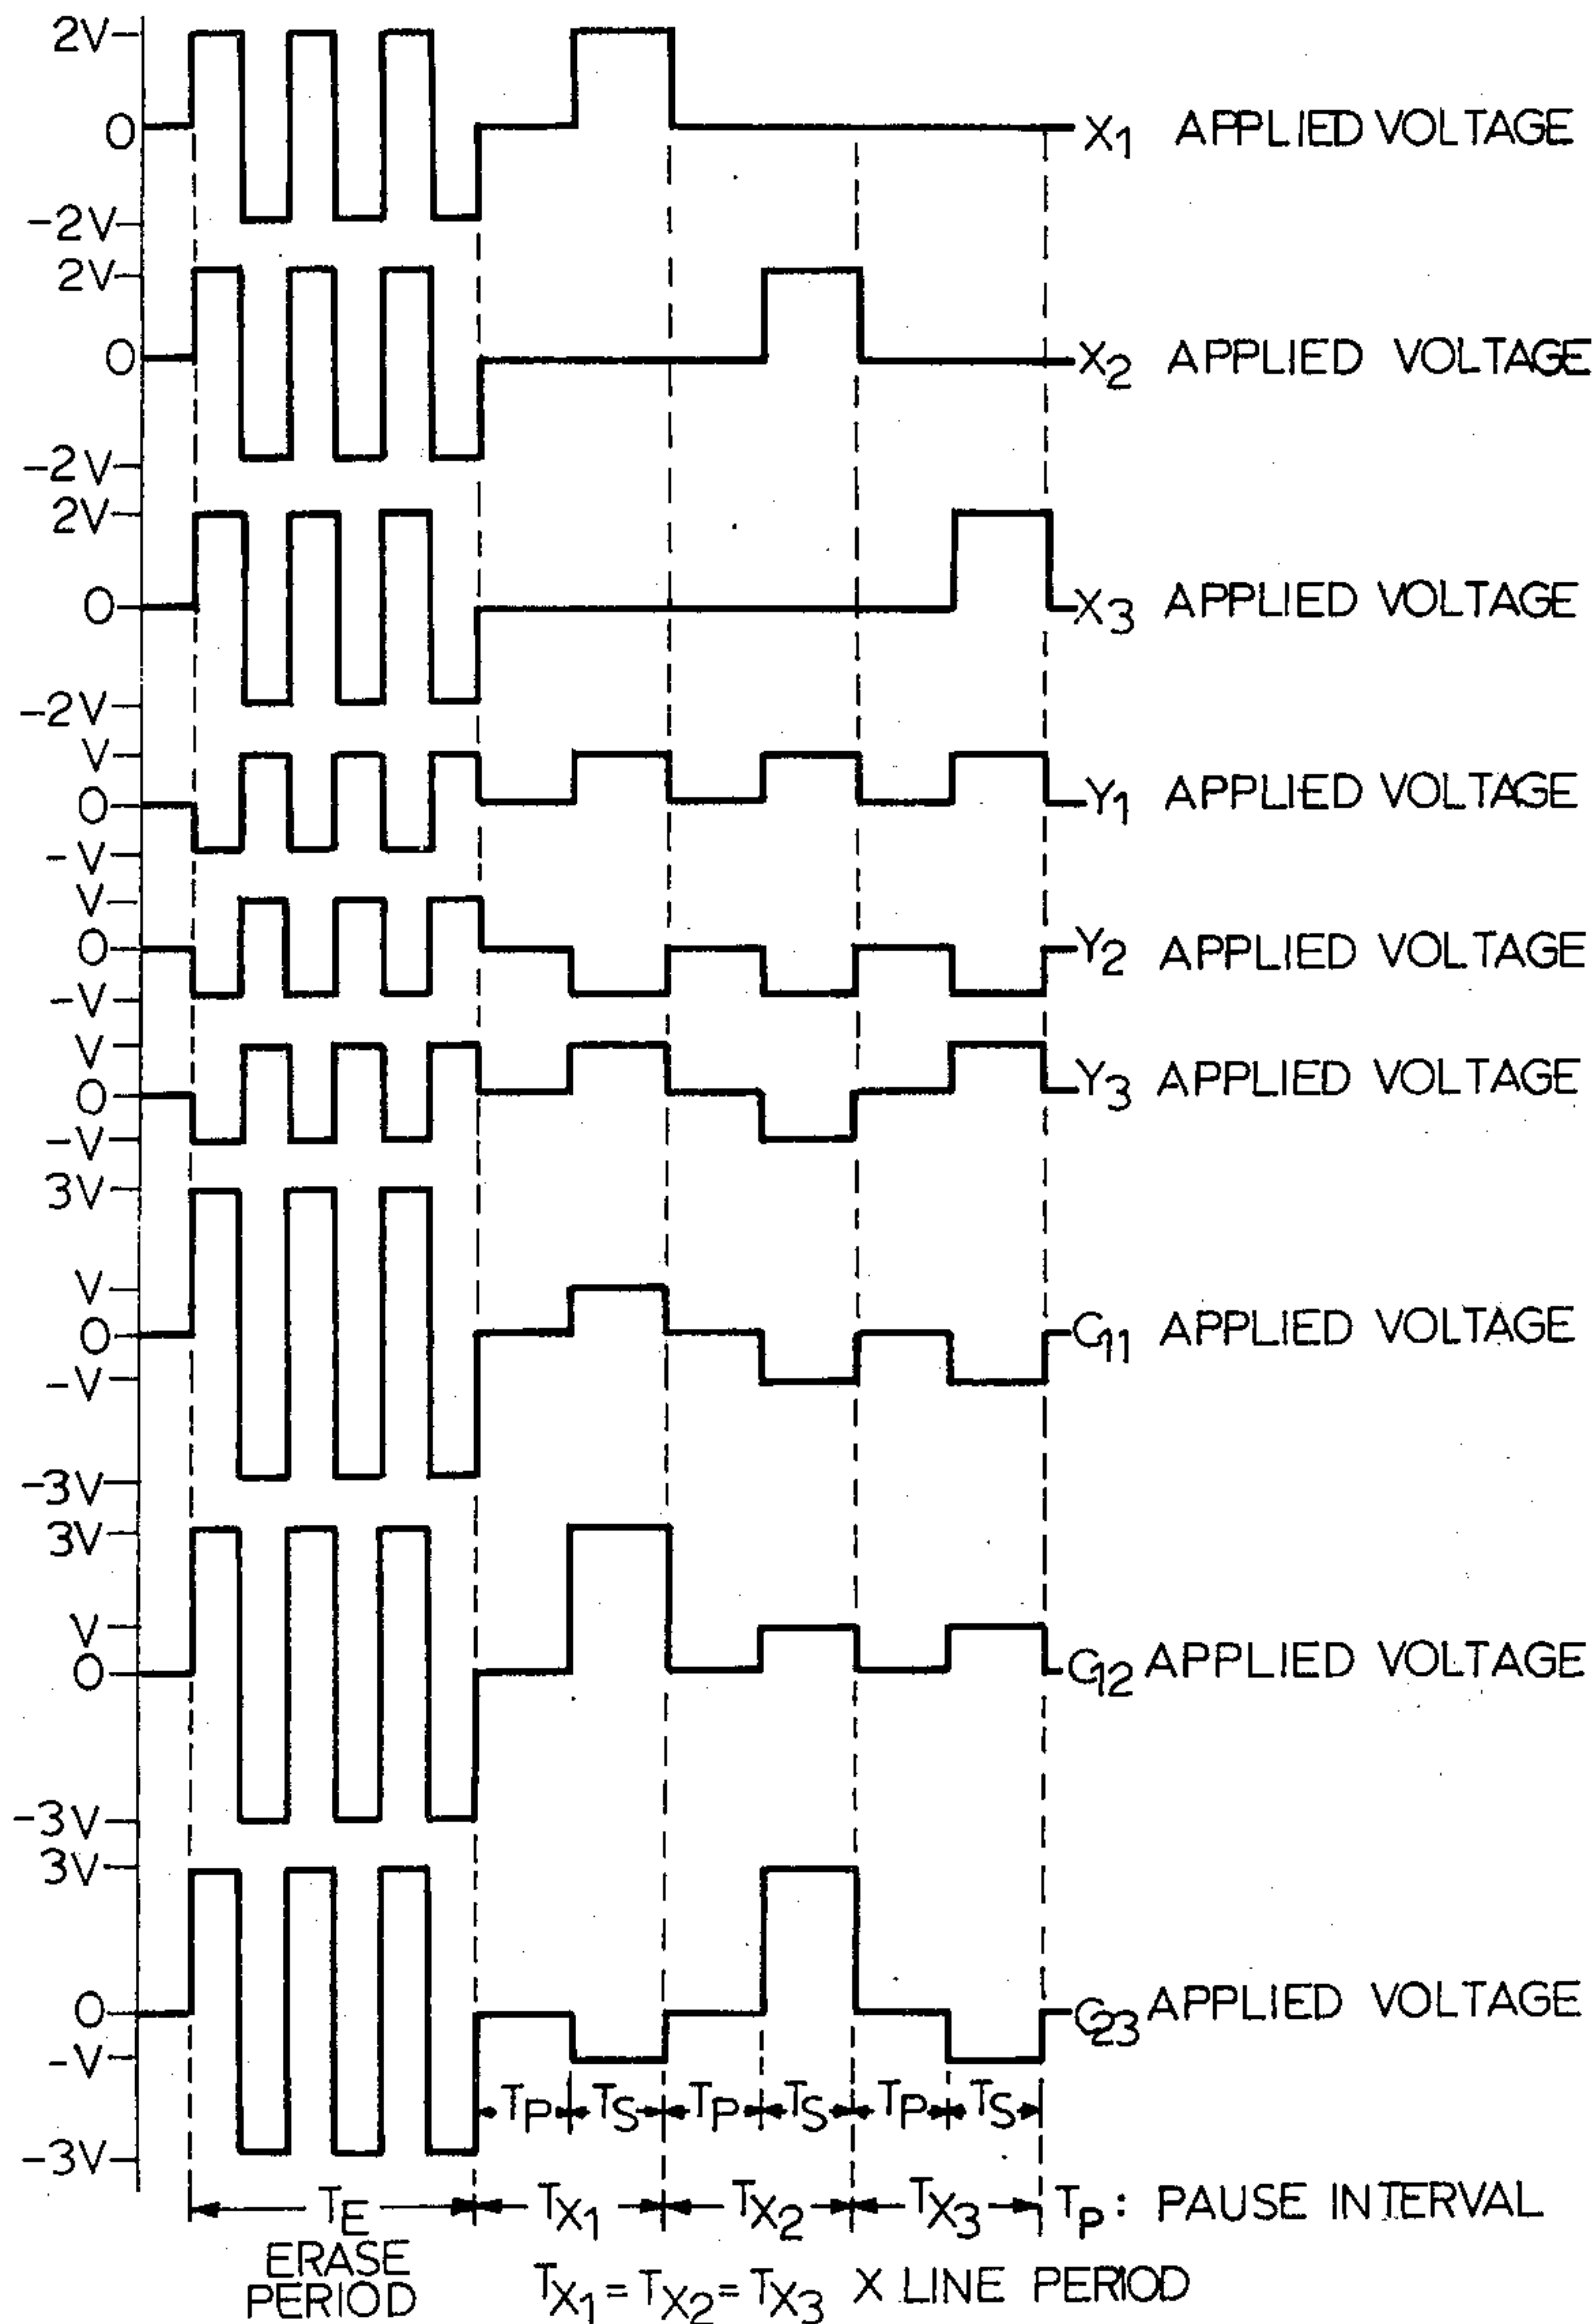 2V
0
X1 APPLIED VOLTAGE
-2V
2V
0
X2 APPLIED VOLTAGE
-2V
2V
0
X3 APPLIED VOLTAGE
-2V
V
0
Y1 APPLIED VOLTAGE
-V
V
0
Y2 APPLIED VOLTAGE
-V
V
0
Y3 APPLIED VOLTAGE
-V
3V
V
0
C11 APPLIED VOLTAGE
-V
-3V
3V
V
0
C12 APPLIED VOLTAGE
-3V
3V
0
C23 APPLIED VOLTAGE
-V
TP TS TP TS TP TS
-3V
TE TX1 TX2 TX3 TP: PAUSE INTERVAL
ERASE
PERIOD
TX1=TX2=TX3 X LINE PERIOD